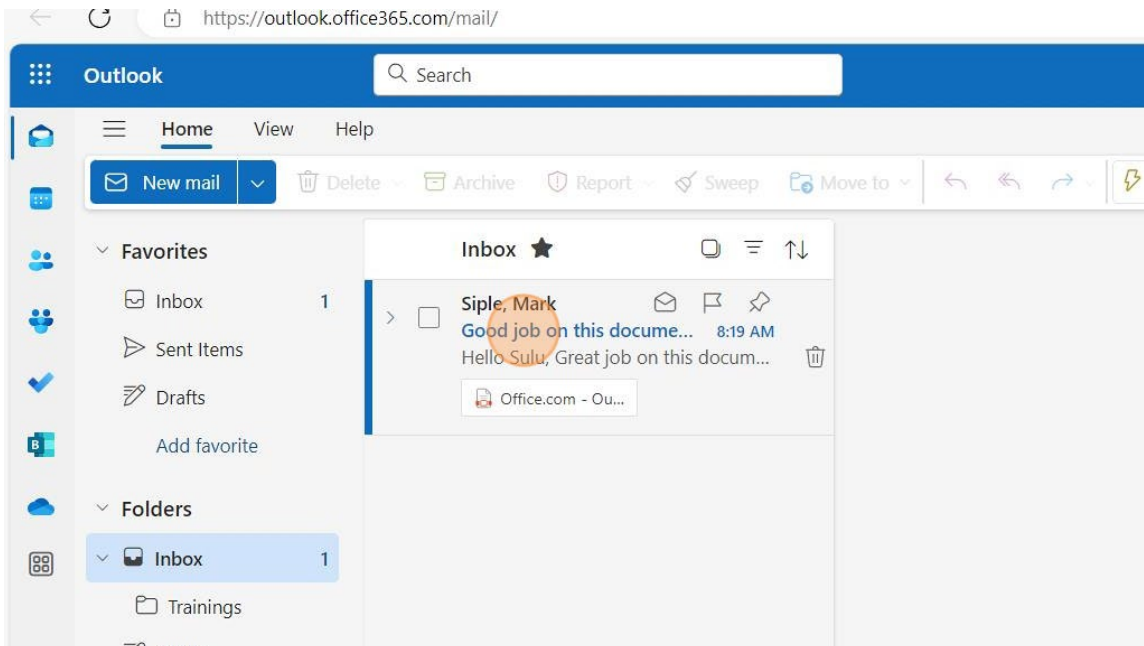 https://outlook.office365.com/mail/
Outlook
Search
Home View Help
New mail Delete Archive Report Sweep Move to
Favorites
Inbox 1
Sent Items
Drafts
Add favorite
Folders
Inbox 1
Trainings
Inbox
Siple, Mark
Good job on this docume... 8:19 AM
Hello Sulu, Great job on this docum...
Office.com - Ou...
B